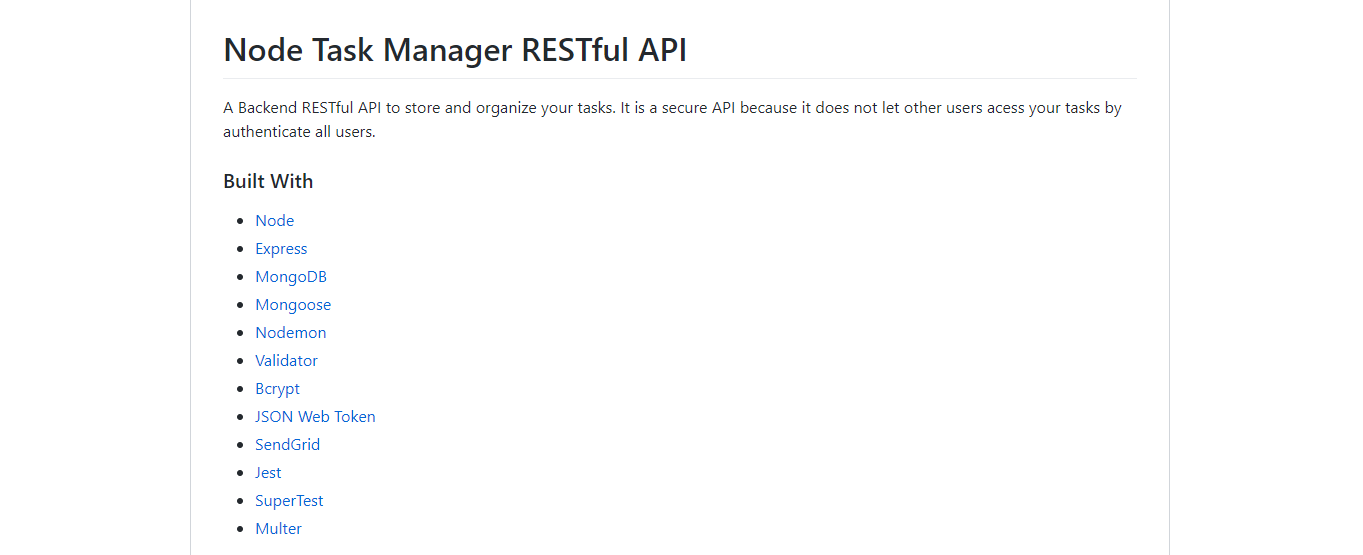 Node Task Manager RESTful API
A Backend RESTful API to store and organize your tasks. It is a secure API because it does not let other users acess your tasks by
authenticate all users.
Built With
Node
Express
MongoDB
Mongoose
Nodemon
Validator
Bcrypt
JSON Web Token
SendGrid
Jest
SuperTest
Multer